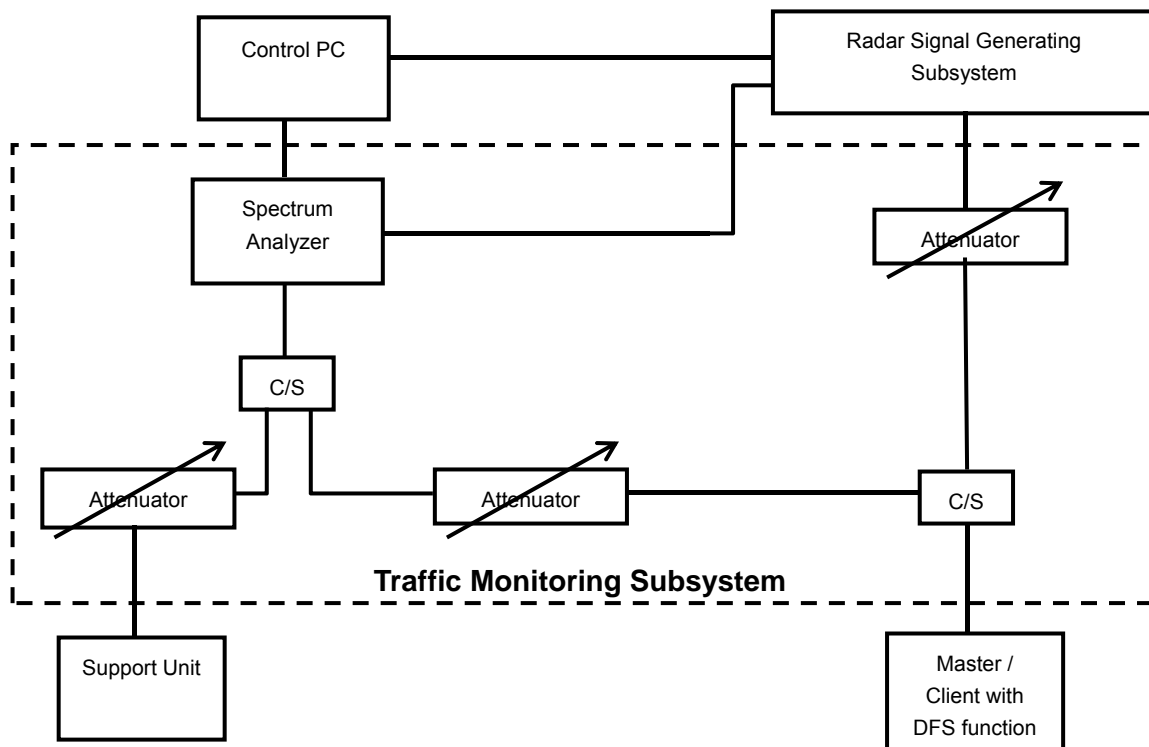 Control PC
Radar Signal Generating
Subsystem
Spectrum
Analyzer
Attenuator
C/S
Attenuator
Attenuator
C/S
Traffic Monitoring Subsystem
Support Unit
Master /
Client with
DFS function